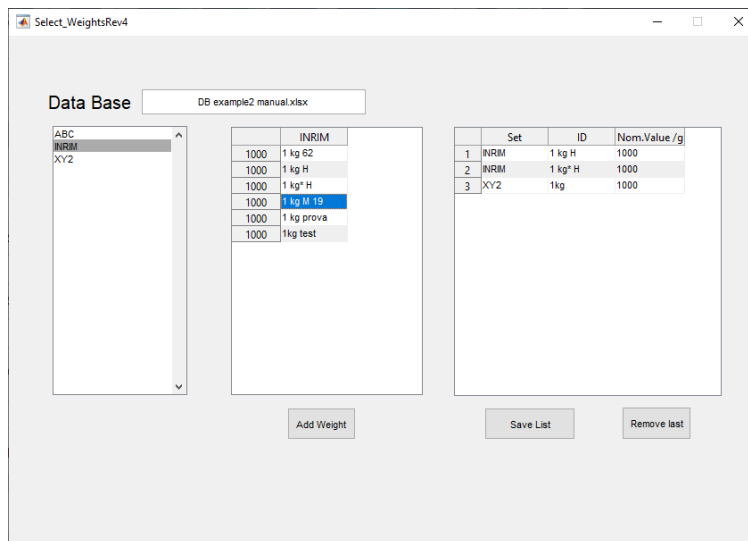 Select_WeightsRev4
Data Base
DB example2 manual.xlsx
ABC
INRIM
XY2
INRIM
1000 1 kg 62
1000 1 kg H
1000 1 kg* H
1000 1 kg M 19
1000 1 kg prova
1000 1kg test
Set ID Nom.Value /g
1 INRIM 1 kg H 1000
2 INRIM 1 kg* H 1000
3 XY2 1kg 1000
Add Weight
Save List
Remove last